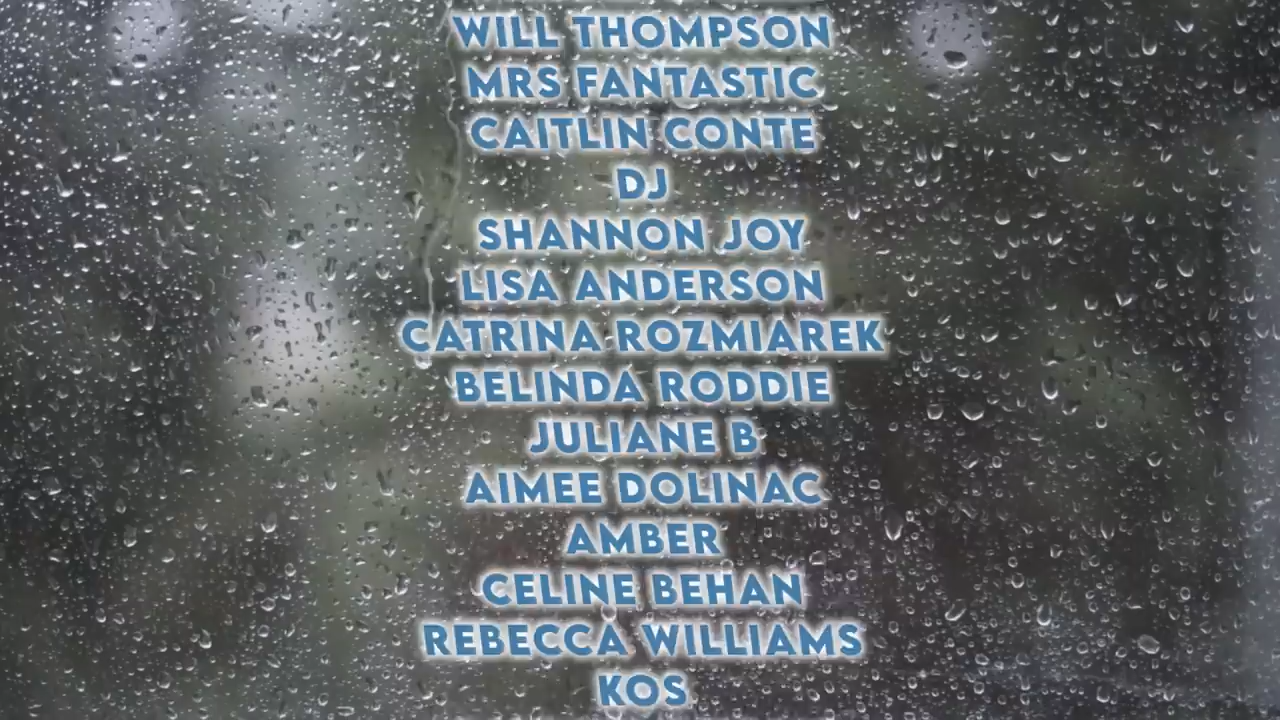 WILL THOMPSON
MRS FANTASTIC
CAITLIN CONTE
DJ
SHANNON JOY
LISA ANDERSON
CATRINA ROZMIAREK
BELINDA RODDIE
JULIANE B
AIMEE DOLINAC
AMBER
CELINE BEHAN
REBECCA WILLIAMS
KOS